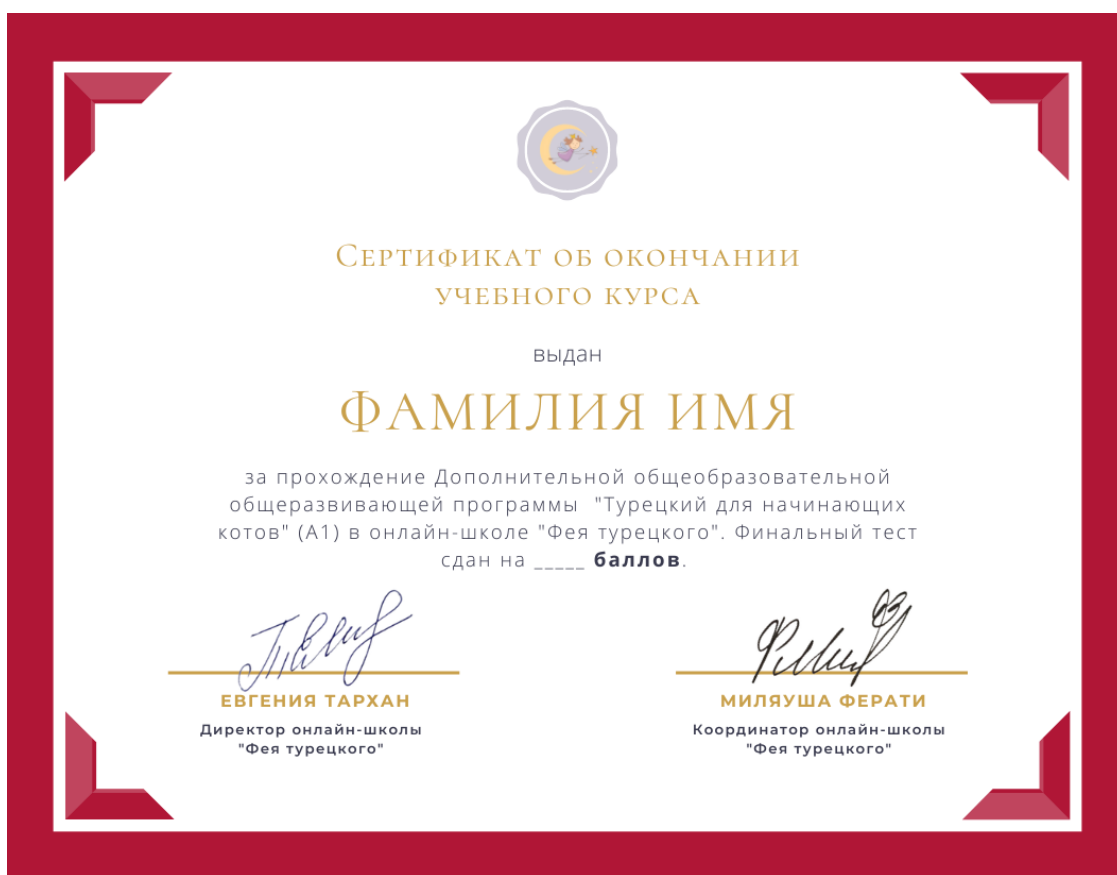 Сертификат об окончании
учебного курса
выдан
ФАМИЛИЯ ИМЯ
за прохождение Дополнительной общеобразовательной
общеразвивающей программы "Турецкий для начинающих
котов" (А1) в онлайн-школе "Фея турецкого". Финальный тест
сдан на _____ баллов.
ЕВГЕНИЯ ТАРХАН
Директор онлайн-школы
"Фея турецкого"
МИЛЯУША ФЕРАТИ
Координатор онлайн-школы
"Фея турецкого"